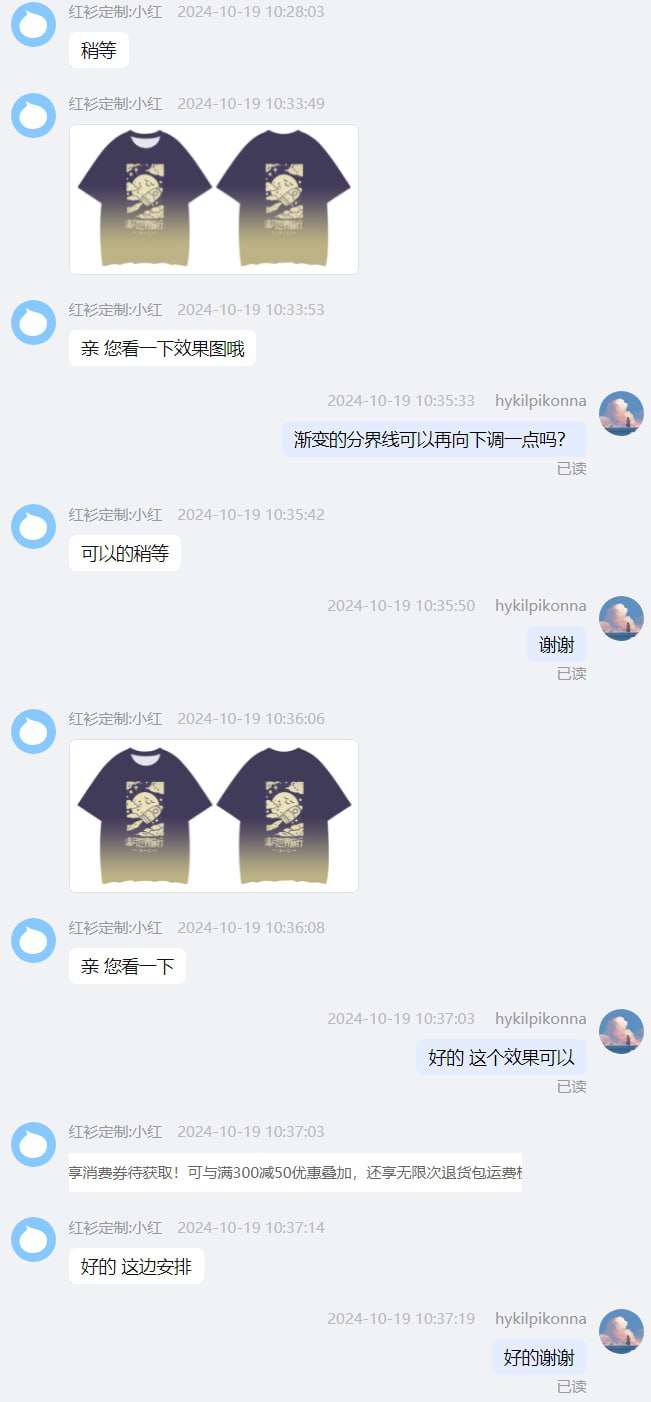 红衫定制:小红 2024-10-19 10:28:03
稍等
红衫定制:小红 2024-10-19 10:33:49
红衫定制:小红 2024-10-19 10:33:53
亲 您看一下效果图哦
2024-10-19 10:35:33 hykilpikonna
渐变的分界线可以再向下调一点吗？
已读
红衫定制:小红 2024-10-19 10:35:42
可以的稍等
2024-10-19 10:35:50 hykilpikonna
谢谢
已读
红衫定制:小红 2024-10-19 10:36:06
红衫定制:小红 2024-10-19 10:36:08
亲 您看一下
2024-10-19 10:37:03 hykilpikonna
好的 这个效果可以
已读
红衫定制:小红 2024-10-19 10:37:03
享消费券待获取！可与满300减50优惠叠加，还享无限次退货包运费
红衫定制:小红 2024-10-19 10:37:14
好的 这边安排
2024-10-19 10:37:19 hykilpikonna
好的谢谢
已读